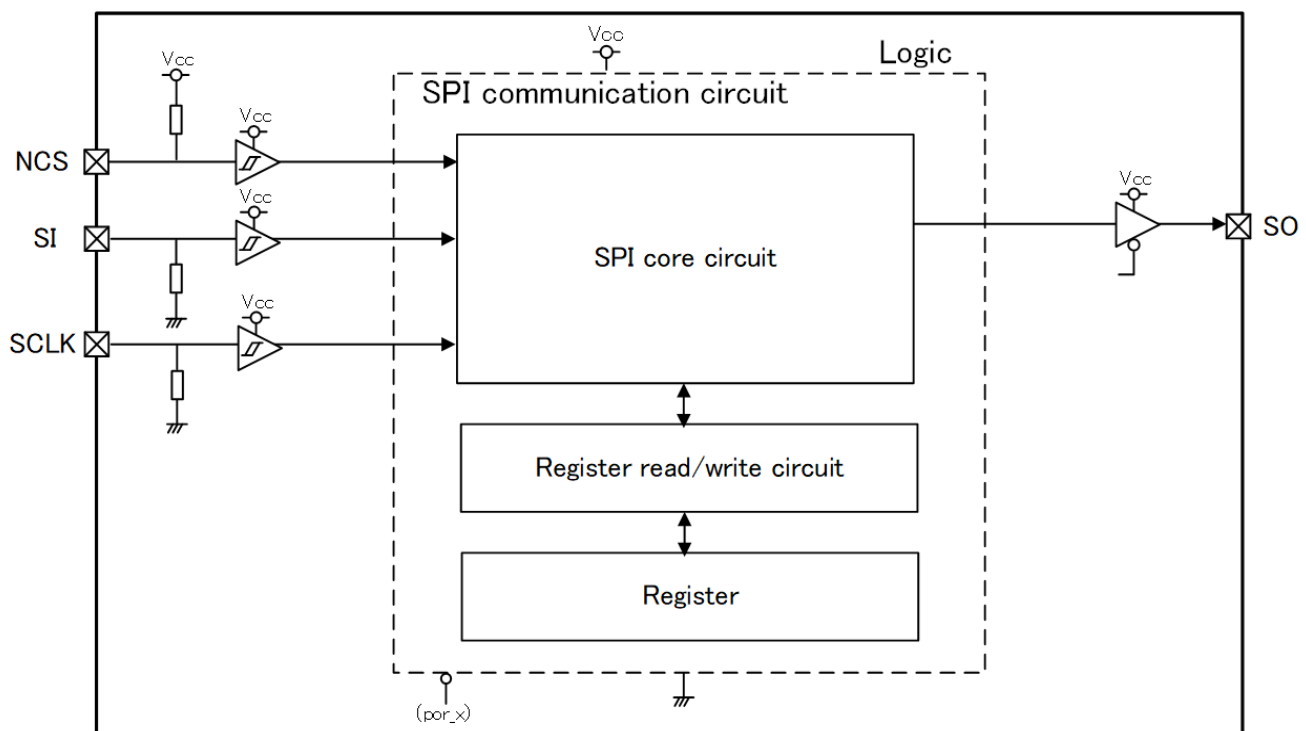 Vcc
Logic
Vcc
SPI communication circuit
Vcc
NCS
Vcc
Vcc
SI
SPI core circuit
SO
Vcc
SCLK
Register read/write circuit
Register
(por_x)